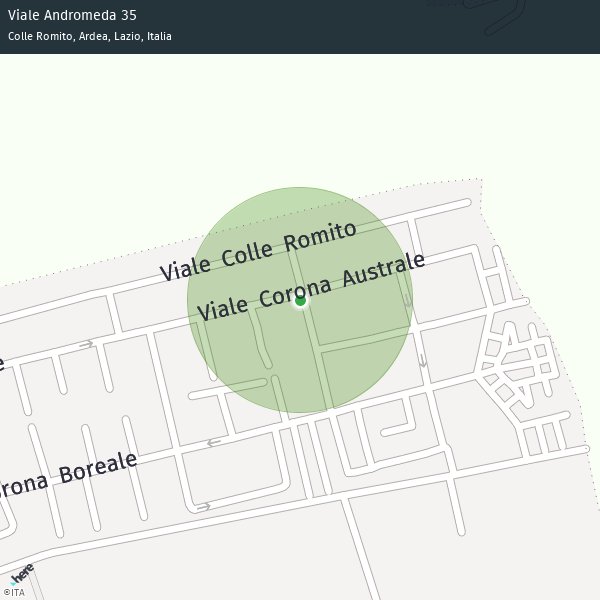 Viale Andromeda 35
Colle Romito, Ardea, Lazio, Italia
Viale Colle Romito
Viale Corona Australe
rona Boreale
here
©ITA